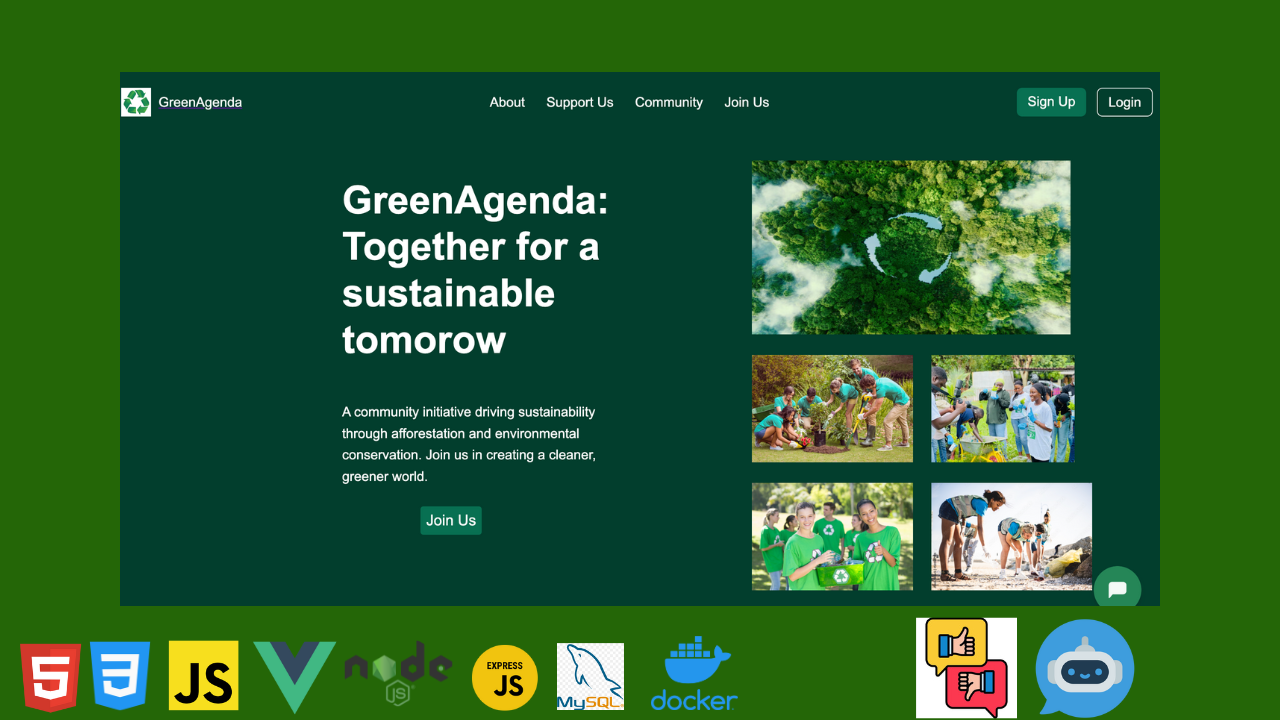 GreenAgenda
About
Support Us
Community
Join Us
Sign Up
Login
GreenAgenda:
Together for a
sustainable
tomorow
A community initiative driving sustainability
through afforestation and environmental
conservation. Join us in creating a cleaner,
greener world.
Join Us
5
3
JS
node
JS
EXPRESS
JS
MySQL
docker